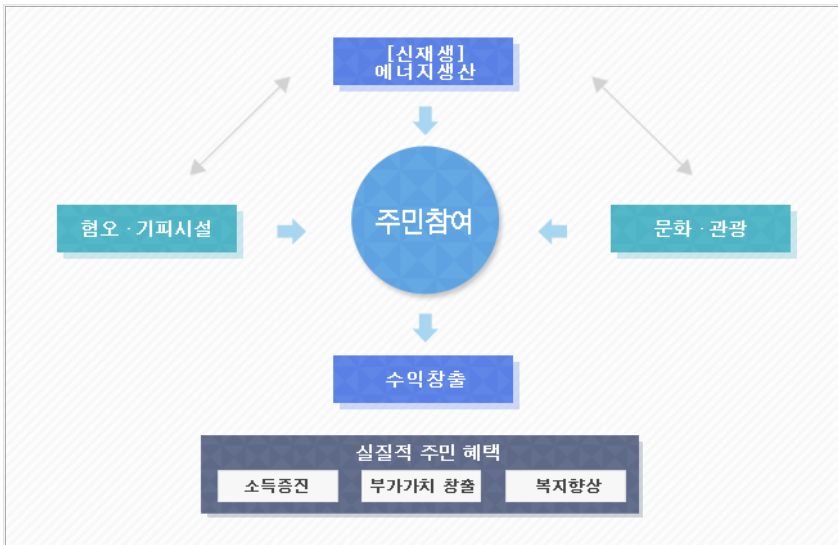 [신재생]
에너지생산
혐오·기피시설
주민참여
문화·관광
수익창출
실질적 주민 혜택
소득증진
부가가치 창출
복지향상